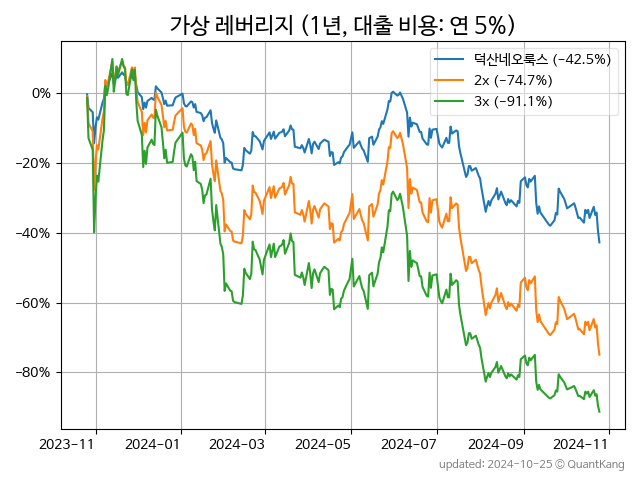 가상 레버리지 (1년, 대출 비용: 연 5%)
덕산네오룩스 (−42.5%)
2x (−74.7%)
3x (−91.1%)
0%
−20%
−40%
−60%
−80%
2023−11 2024−01 2024−03 2024−05 2024−07 2024−09 2024−11
updated: 2024-10-25 ⓒ QuantKang